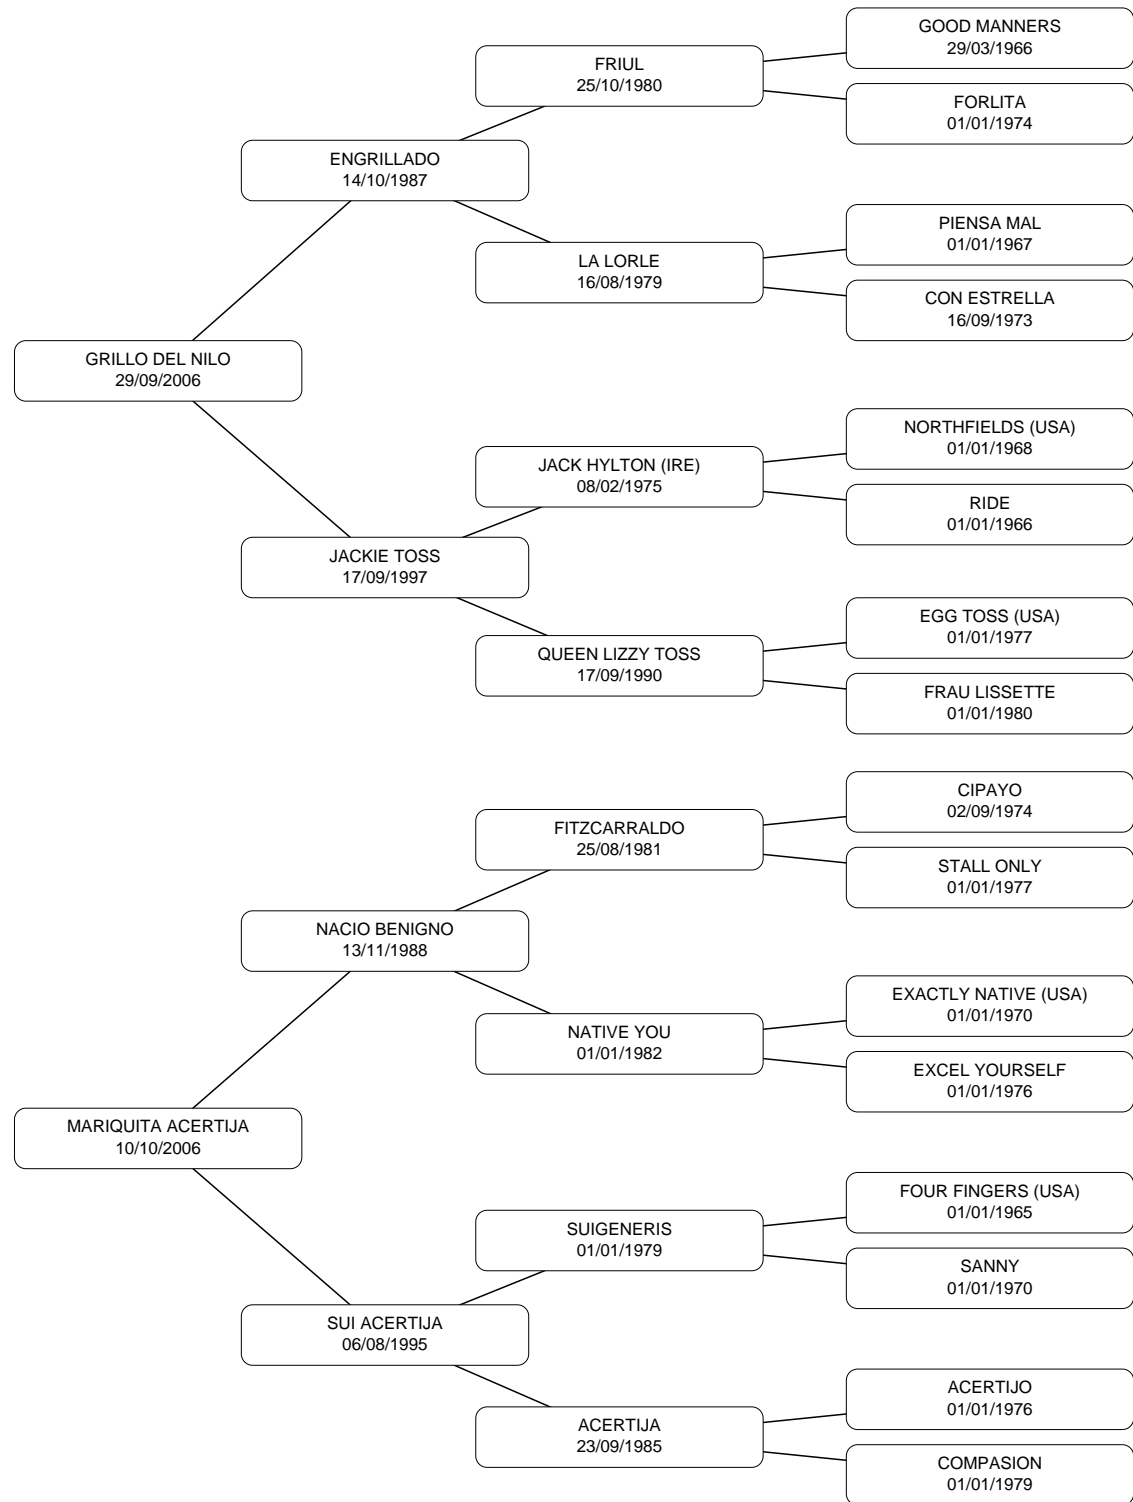 GOOD MANNERS
29/03/1966
FRIUL
25/10/1980
FORLITA
01/01/1974
ENGRILLADO
14/10/1987
PIENSA MAL
01/01/1967
LA LORLE
16/08/1979
CON ESTRELLA
16/09/1973
GRILLO DEL NILO
29/09/2006
NORTHFIELDS (USA)
01/01/1968
JACK HYLTON (IRE)
08/02/1975
RIDE
01/01/1966
JACKIE TOSS
17/09/1997
EGG TOSS (USA)
01/01/1977
QUEEN LIZZY TOSS
17/09/1990
FRAU LISSETTE
01/01/1980
CIPAYO
02/09/1974
FITZCARRALDO
25/08/1981
STALL ONLY
01/01/1977
NACIO BENIGNO
13/11/1988
EXACTLY NATIVE (USA)
01/01/1970
NATIVE YOU
01/01/1982
EXCEL YOURSELF
01/01/1976
MARIQUITA ACERTIJA
10/10/2006
FOUR FINGERS (USA)
01/01/1965
SUIGENERIS
01/01/1979
SANNY
01/01/1970
SUI ACERTIJA
06/08/1995
ACERTIJO
01/01/1976
ACERTIJA
23/09/1985
COMPASION
01/01/1979